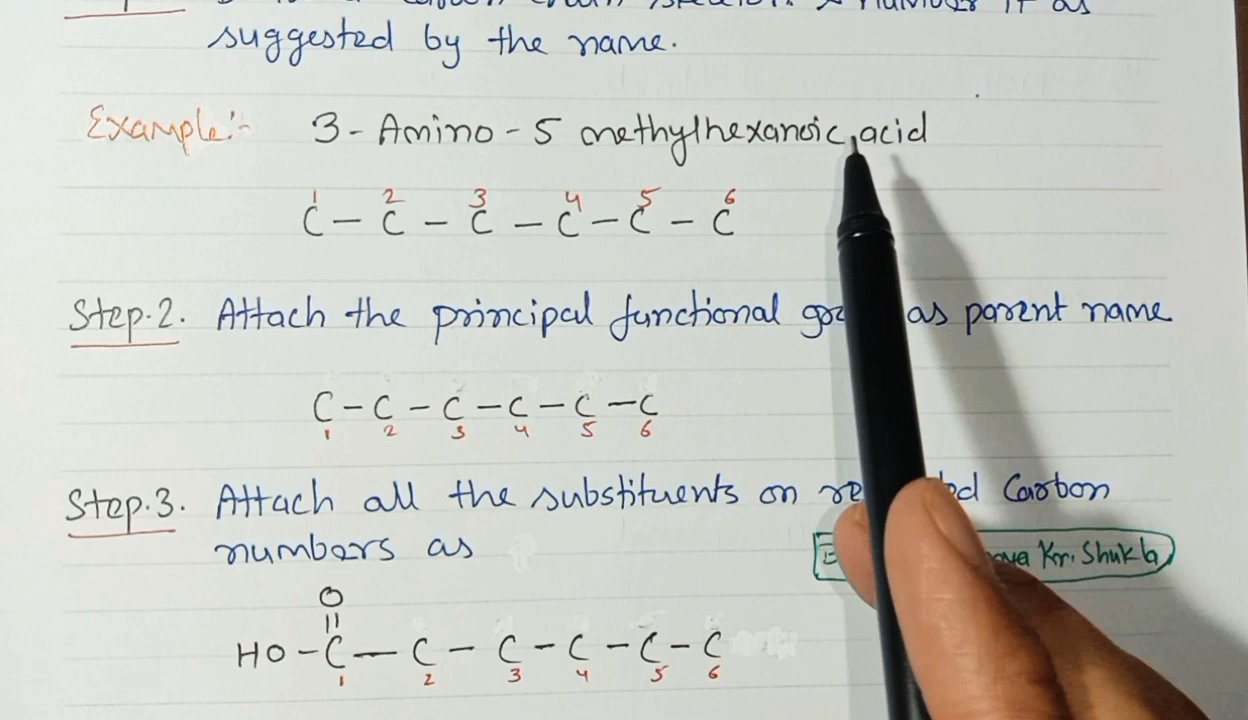 suggested by the name.
Example:- 3-Amino-5 methylhexanoic acid
1 2 3 4 5 6
C-C-C-C-C-C
Step.2. Attach the principal functional as parent name
C-C-C-C-C-C
1 2 3 4 5 6
Step.3. Attach all the substituents on Carbon
numbers as
Kr. Shukla
O
||
HO-C-C-C-C-C-C
1 2 3 4 5 6